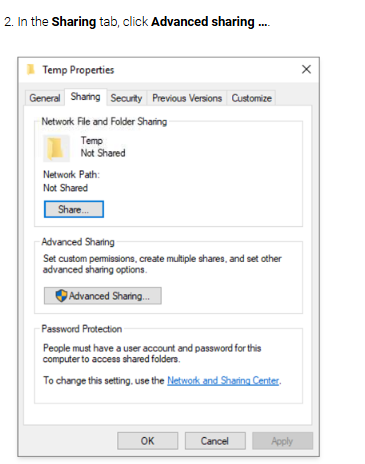 2. In the Sharing tab, click Advanced sharing ....
Temp Properties
General Sharing Security Previous Versions Customize
Network File and Folder Sharing
Temp
Not Shared
Network Path:
Not Shared
Share...
Advanced Sharing
Set custom permissions, create multiple shares, and set other
advanced sharing options.
Advanced Sharing...
Password Protection
People must have a user account and password for this
computer to access shared folders.
To change this setting, use the Network and Sharing Center.
OK Cancel Apply